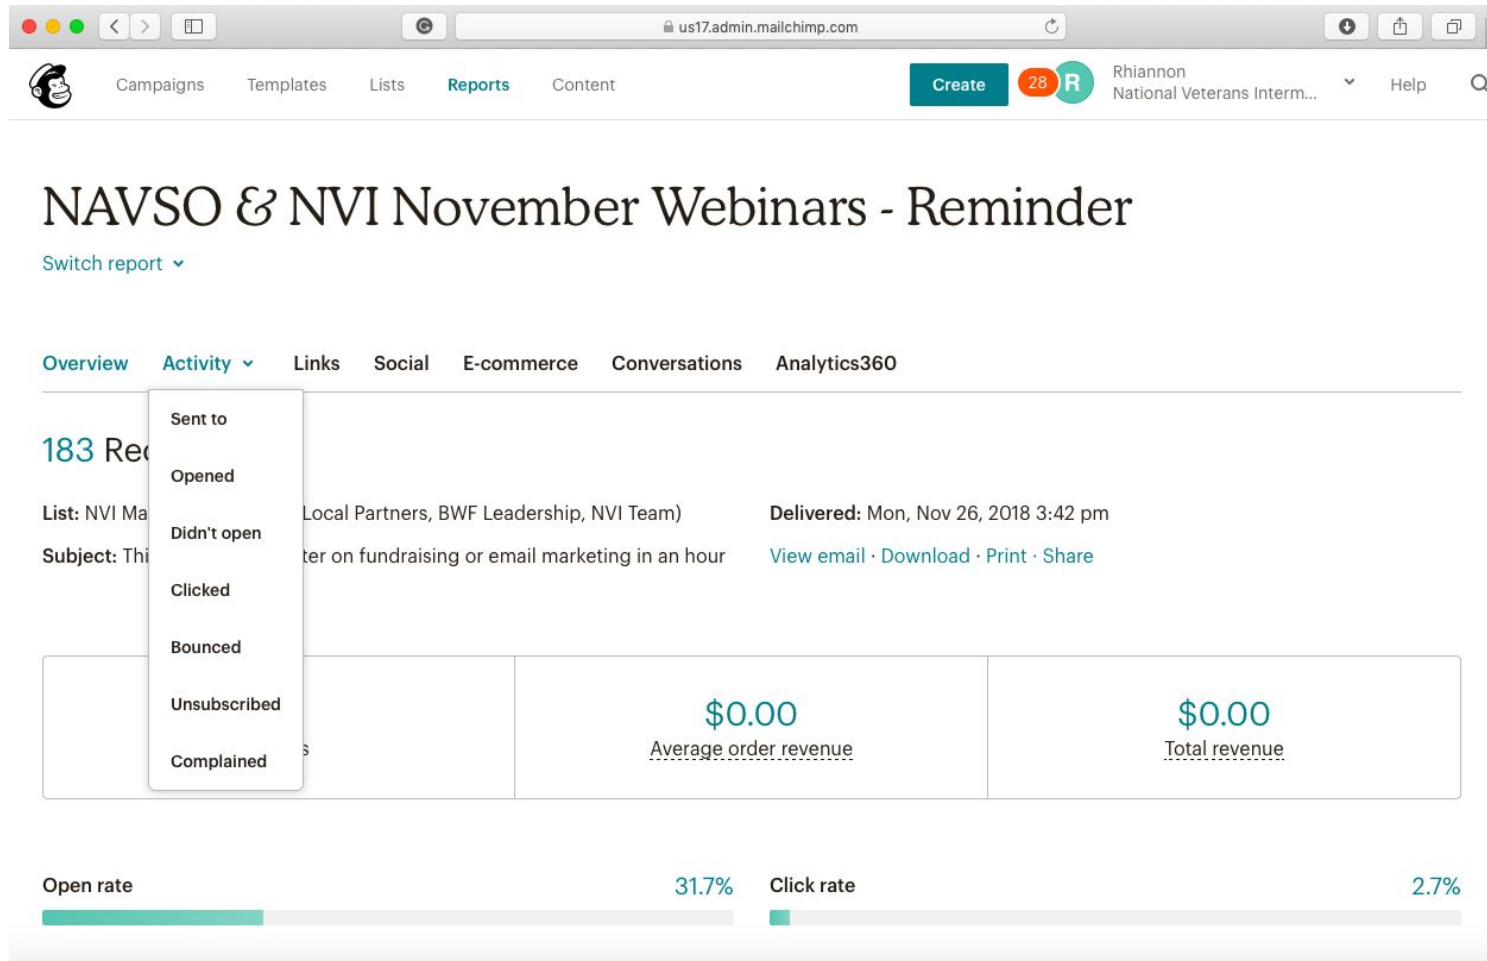 us17.admin.mailchimp.com
Campaigns Templates Lists Reports Content Create 28 R Rhiannon Help
National Veterans Interm...
NAVSO & NVI November Webinars - Reminder
Switch report
Overview Activity Links Social E-commerce Conversations Analytics360
Sent to
183
Opened
List: NVI Local Partners, BWF Leadership, NVI Team) Delivered: Mon, Nov 26, 2018 3:42 pm
Didn't open
Subject: on fundraising or email marketing in an hour View email · Download · Print · Share
Clicked
Bounced
Unsubscribed
$0.00 $0.00
Average order revenue Total revenue
Complained
Open rate 31.7% Click rate 2.7%